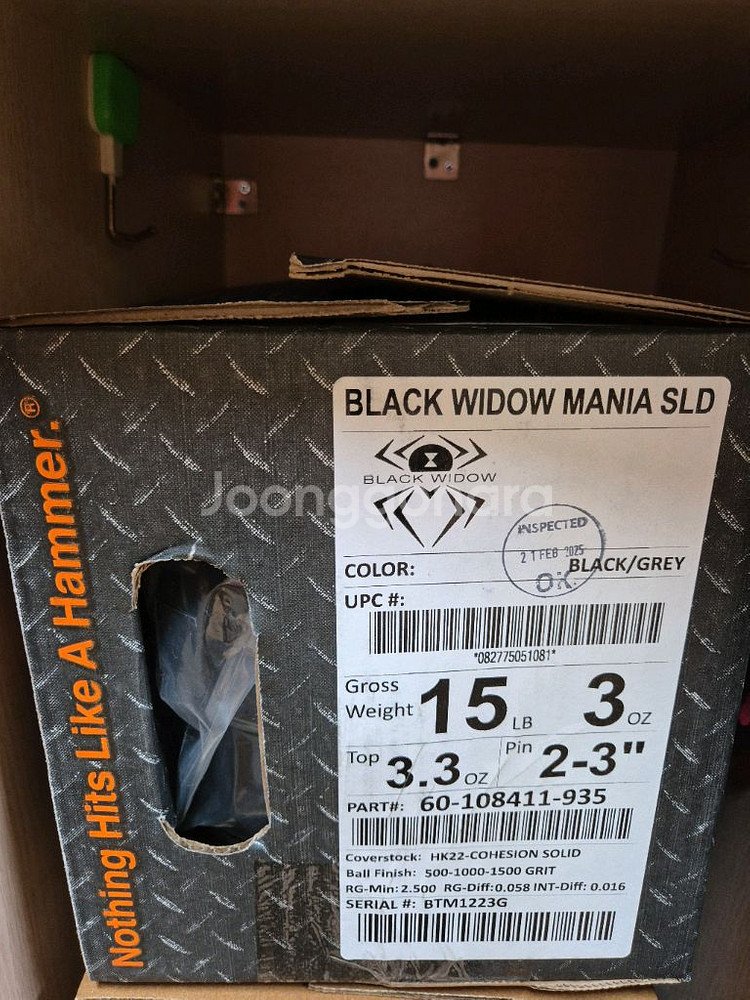 Nothing Hits Like A Hammer.®
BLACK WIDOW MANIA SLD
BLACK WIDOW
Joonggonara
INSPECTED
21 FEB 2025
OK.
COLOR: BLACK/GREY
UPC #:
*082775051081*
Gross Weight 15 LB 3 OZ
Top 3.3 OZ Pin 2-3"
PART#: 60-108411-935
Coverstock: HK22-COHESION SOLID
Ball Finish: 500-1000-1500 GRIT
RG-Min: 2.500 RG-Diff: 0.058 INT-Diff: 0.016
SERIAL #: BTM1223G